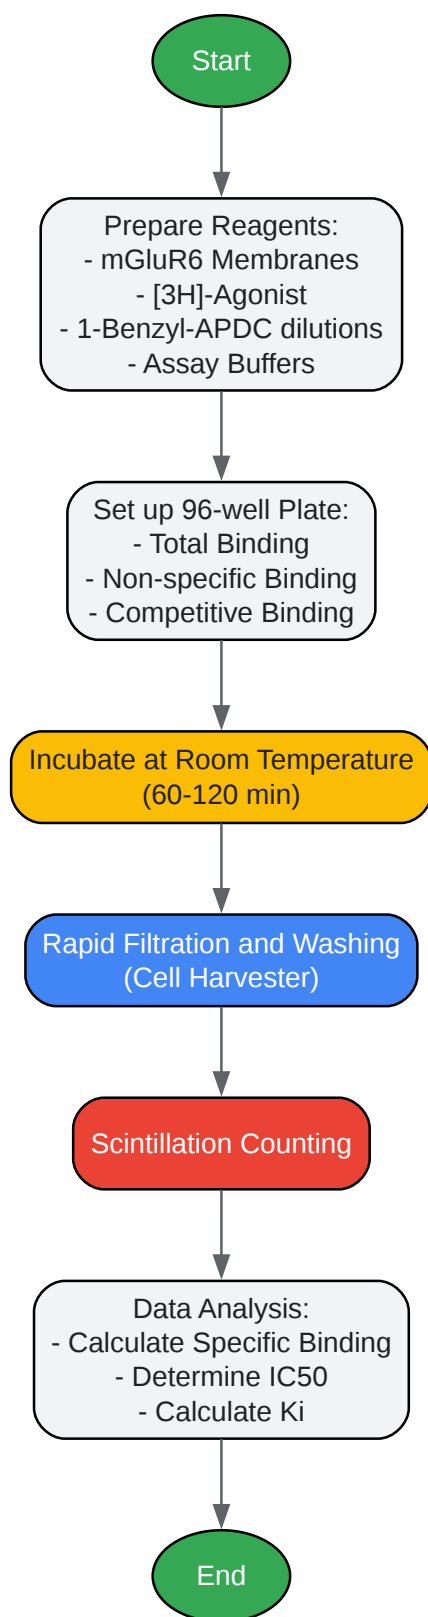 Start
Prepare Reagents:
- mGluR6 Membranes
- [3H]-Agonist
- 1-Benzyl-APDC dilutions
- Assay Buffers
Set up 96-well Plate:
- Total Binding
- Non-specific Binding
- Competitive Binding
Incubate at Room Temperature
(60-120 min)
Rapid Filtration and Washing
(Cell Harvester)
Scintillation Counting
Data Analysis:
- Calculate Specific Binding
- Determine IC50
- Calculate Ki
End